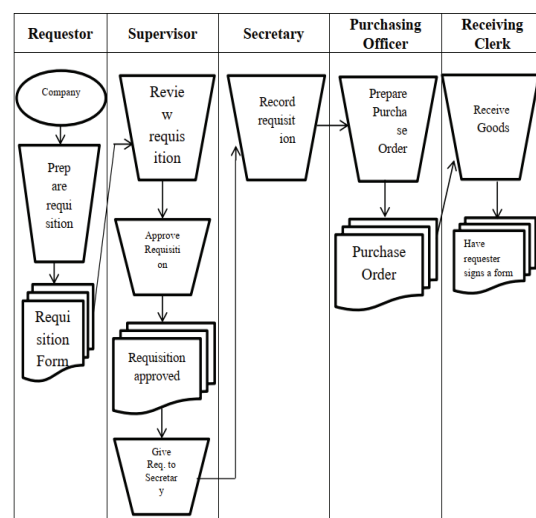 Requestor
Supervisor
Secretary
Purchasing
Officer
Receiving
Clerk
Company
Prep
are
requi
sition
Requi
sition
Form
Revie
w
requis
ition
Approve
Requisiti
on
Requisition
approved
Give
Req. to
Secretar
y
Record
requisit
ion
Prepare
Purcha
se
Order
Purchase
Order
Receive
Goods
Have
requester
signs a form